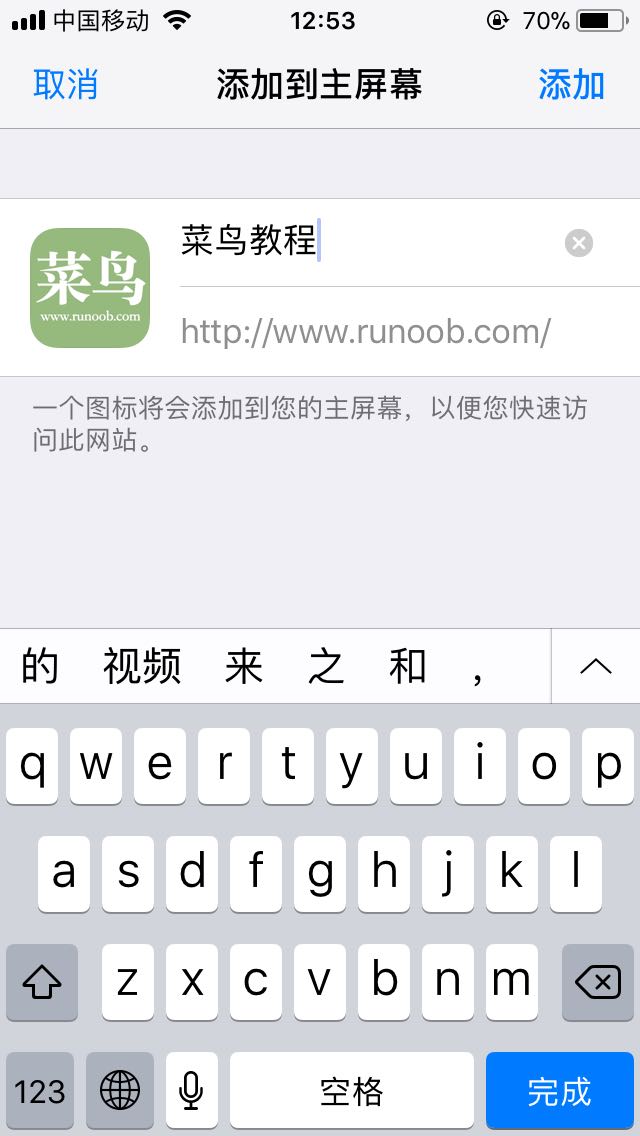 中国移动 12:53 70%
取消 添加到主屏幕 添加
菜鸟
www.runoob.com
菜鸟教程
http://www.runoob.com/
一个图标将会添加到您的主屏幕，以便您快速访
问此网站。
的 视频 来 之 和 ，
q w e r t y u i o p
a s d f g h j k l
z x c v b n m
123 空格 完成